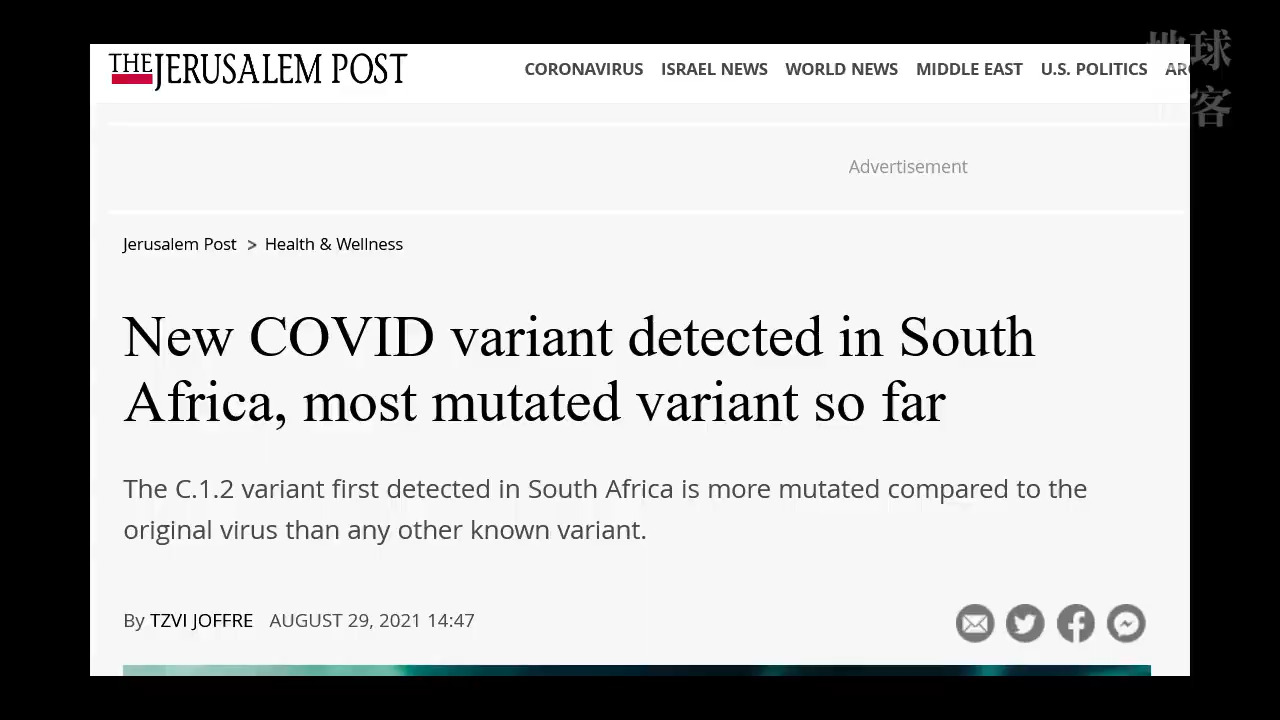 THE JERUSALEM POST
CORONAVIRUS ISRAEL NEWS WORLD NEWS MIDDLE EAST U.S. POLITICS
地球
客
Advertisement
Jerusalem Post > Health & Wellness
New COVID variant detected in South
Africa, most mutated variant so far
The C.1.2 variant first detected in South Africa is more mutated compared to the
original virus than any other known variant.
By TZVI JOFFRE AUGUST 29, 2021 14:47